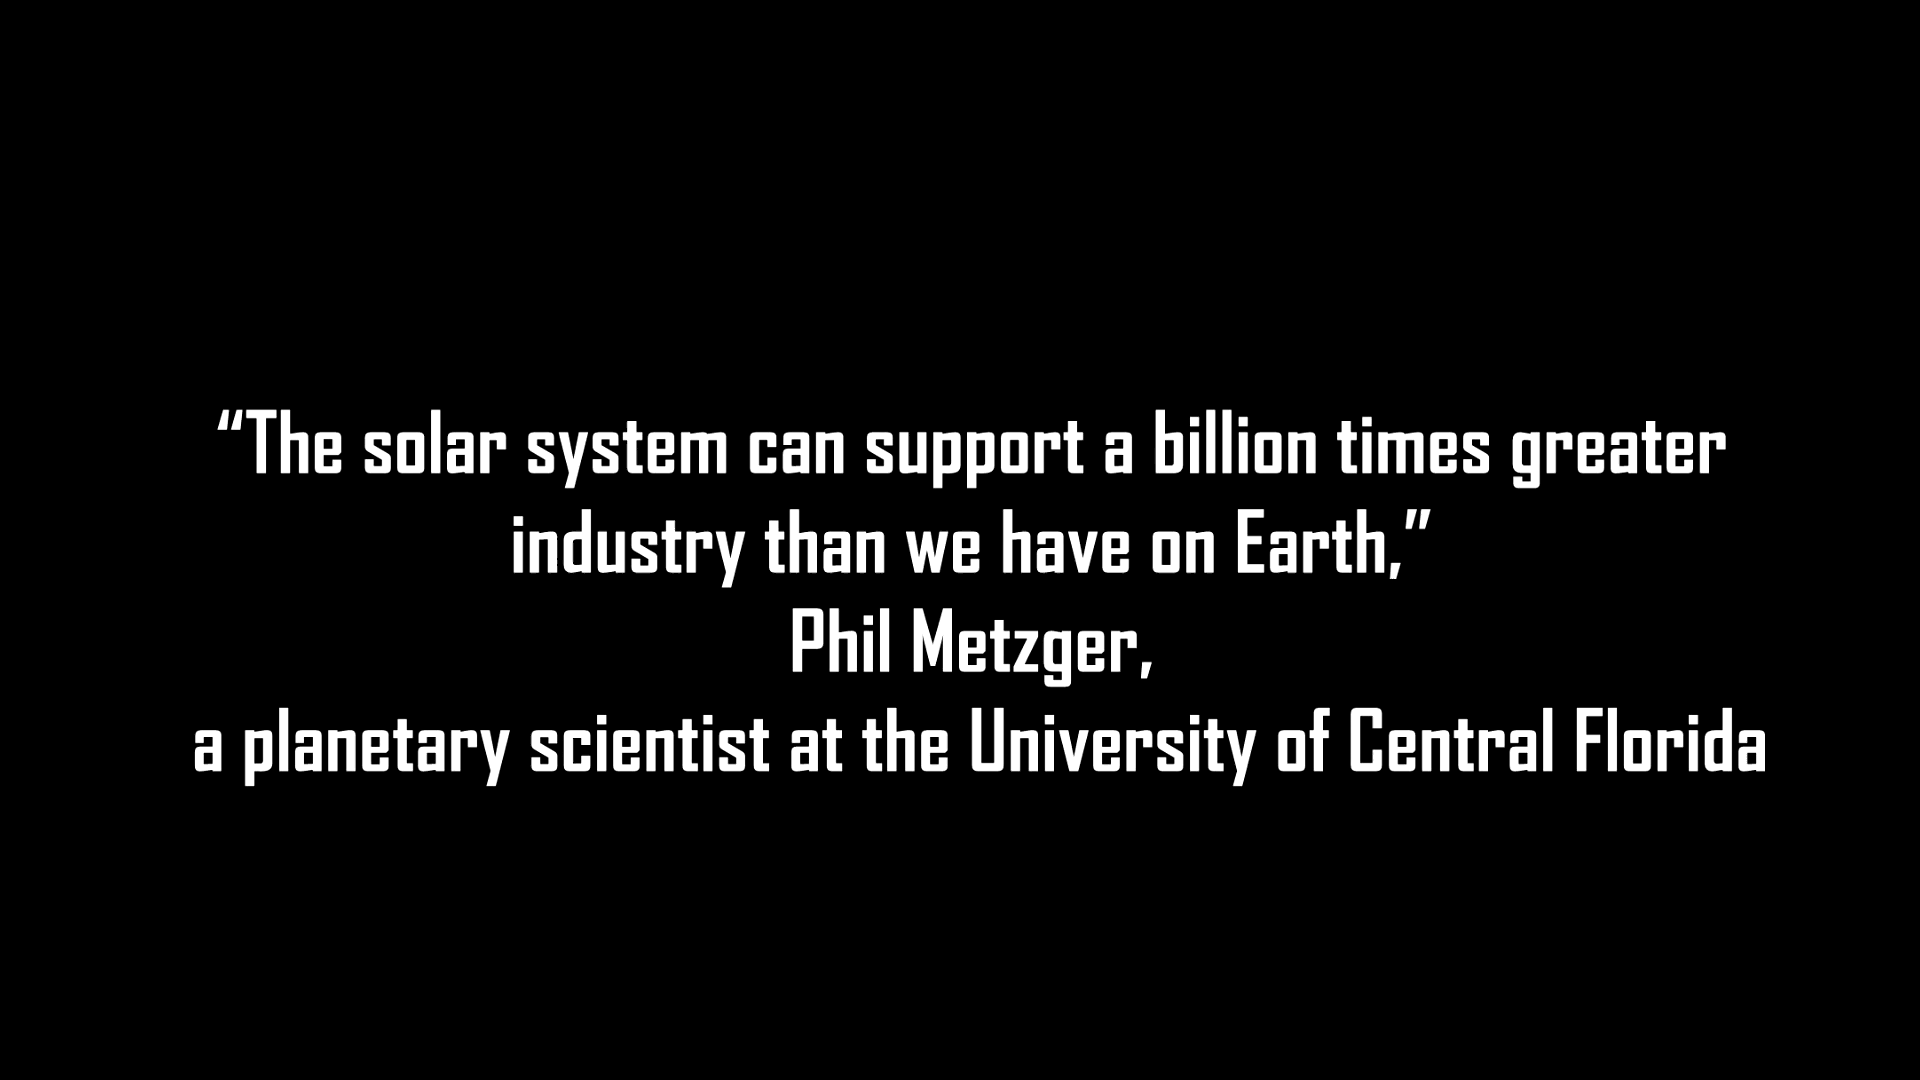 “The solar system can support a billion times greater
industry than we have on Earth,”
Phil Metzger,
a planetary scientist at the University of Central Florida